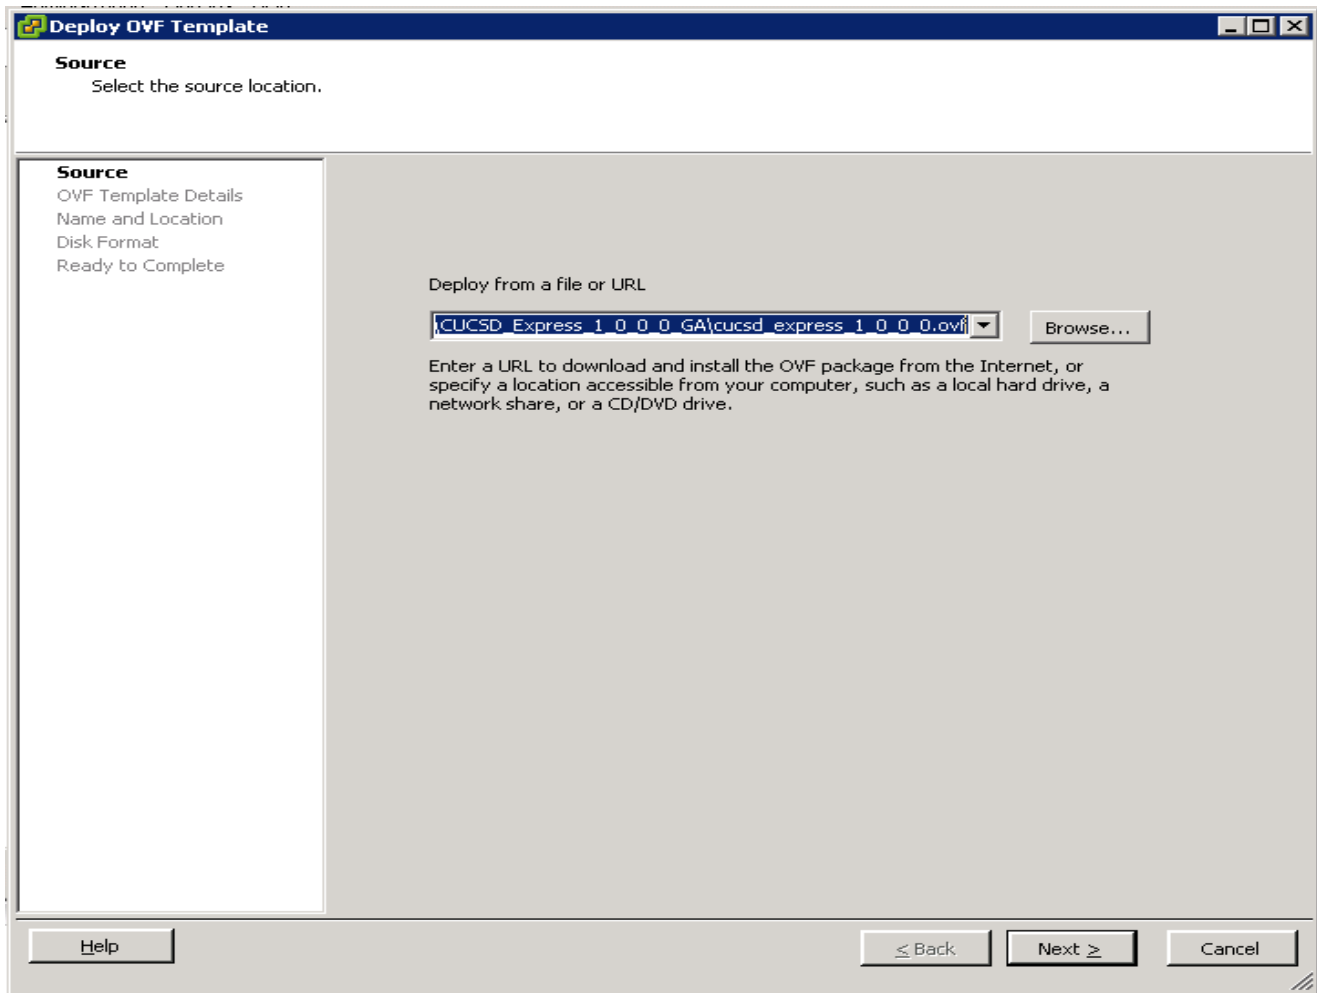 Deploy OVF Template
Source
Select the source location.
Source
OVF Template Details
Name and Location
Disk Format
Ready to Complete
Deploy from a file or URL
\CUCSD_Express_1_0_0_0_GA\cucsd_express_1_0_0_0.ovf
Browse...
Enter a URL to download and install the OVF package from the Internet, or
specify a location accessible from your computer, such as a local hard drive, a
network share, or a CD/DVD drive.
Help
≤ Back
Next ≥
Cancel